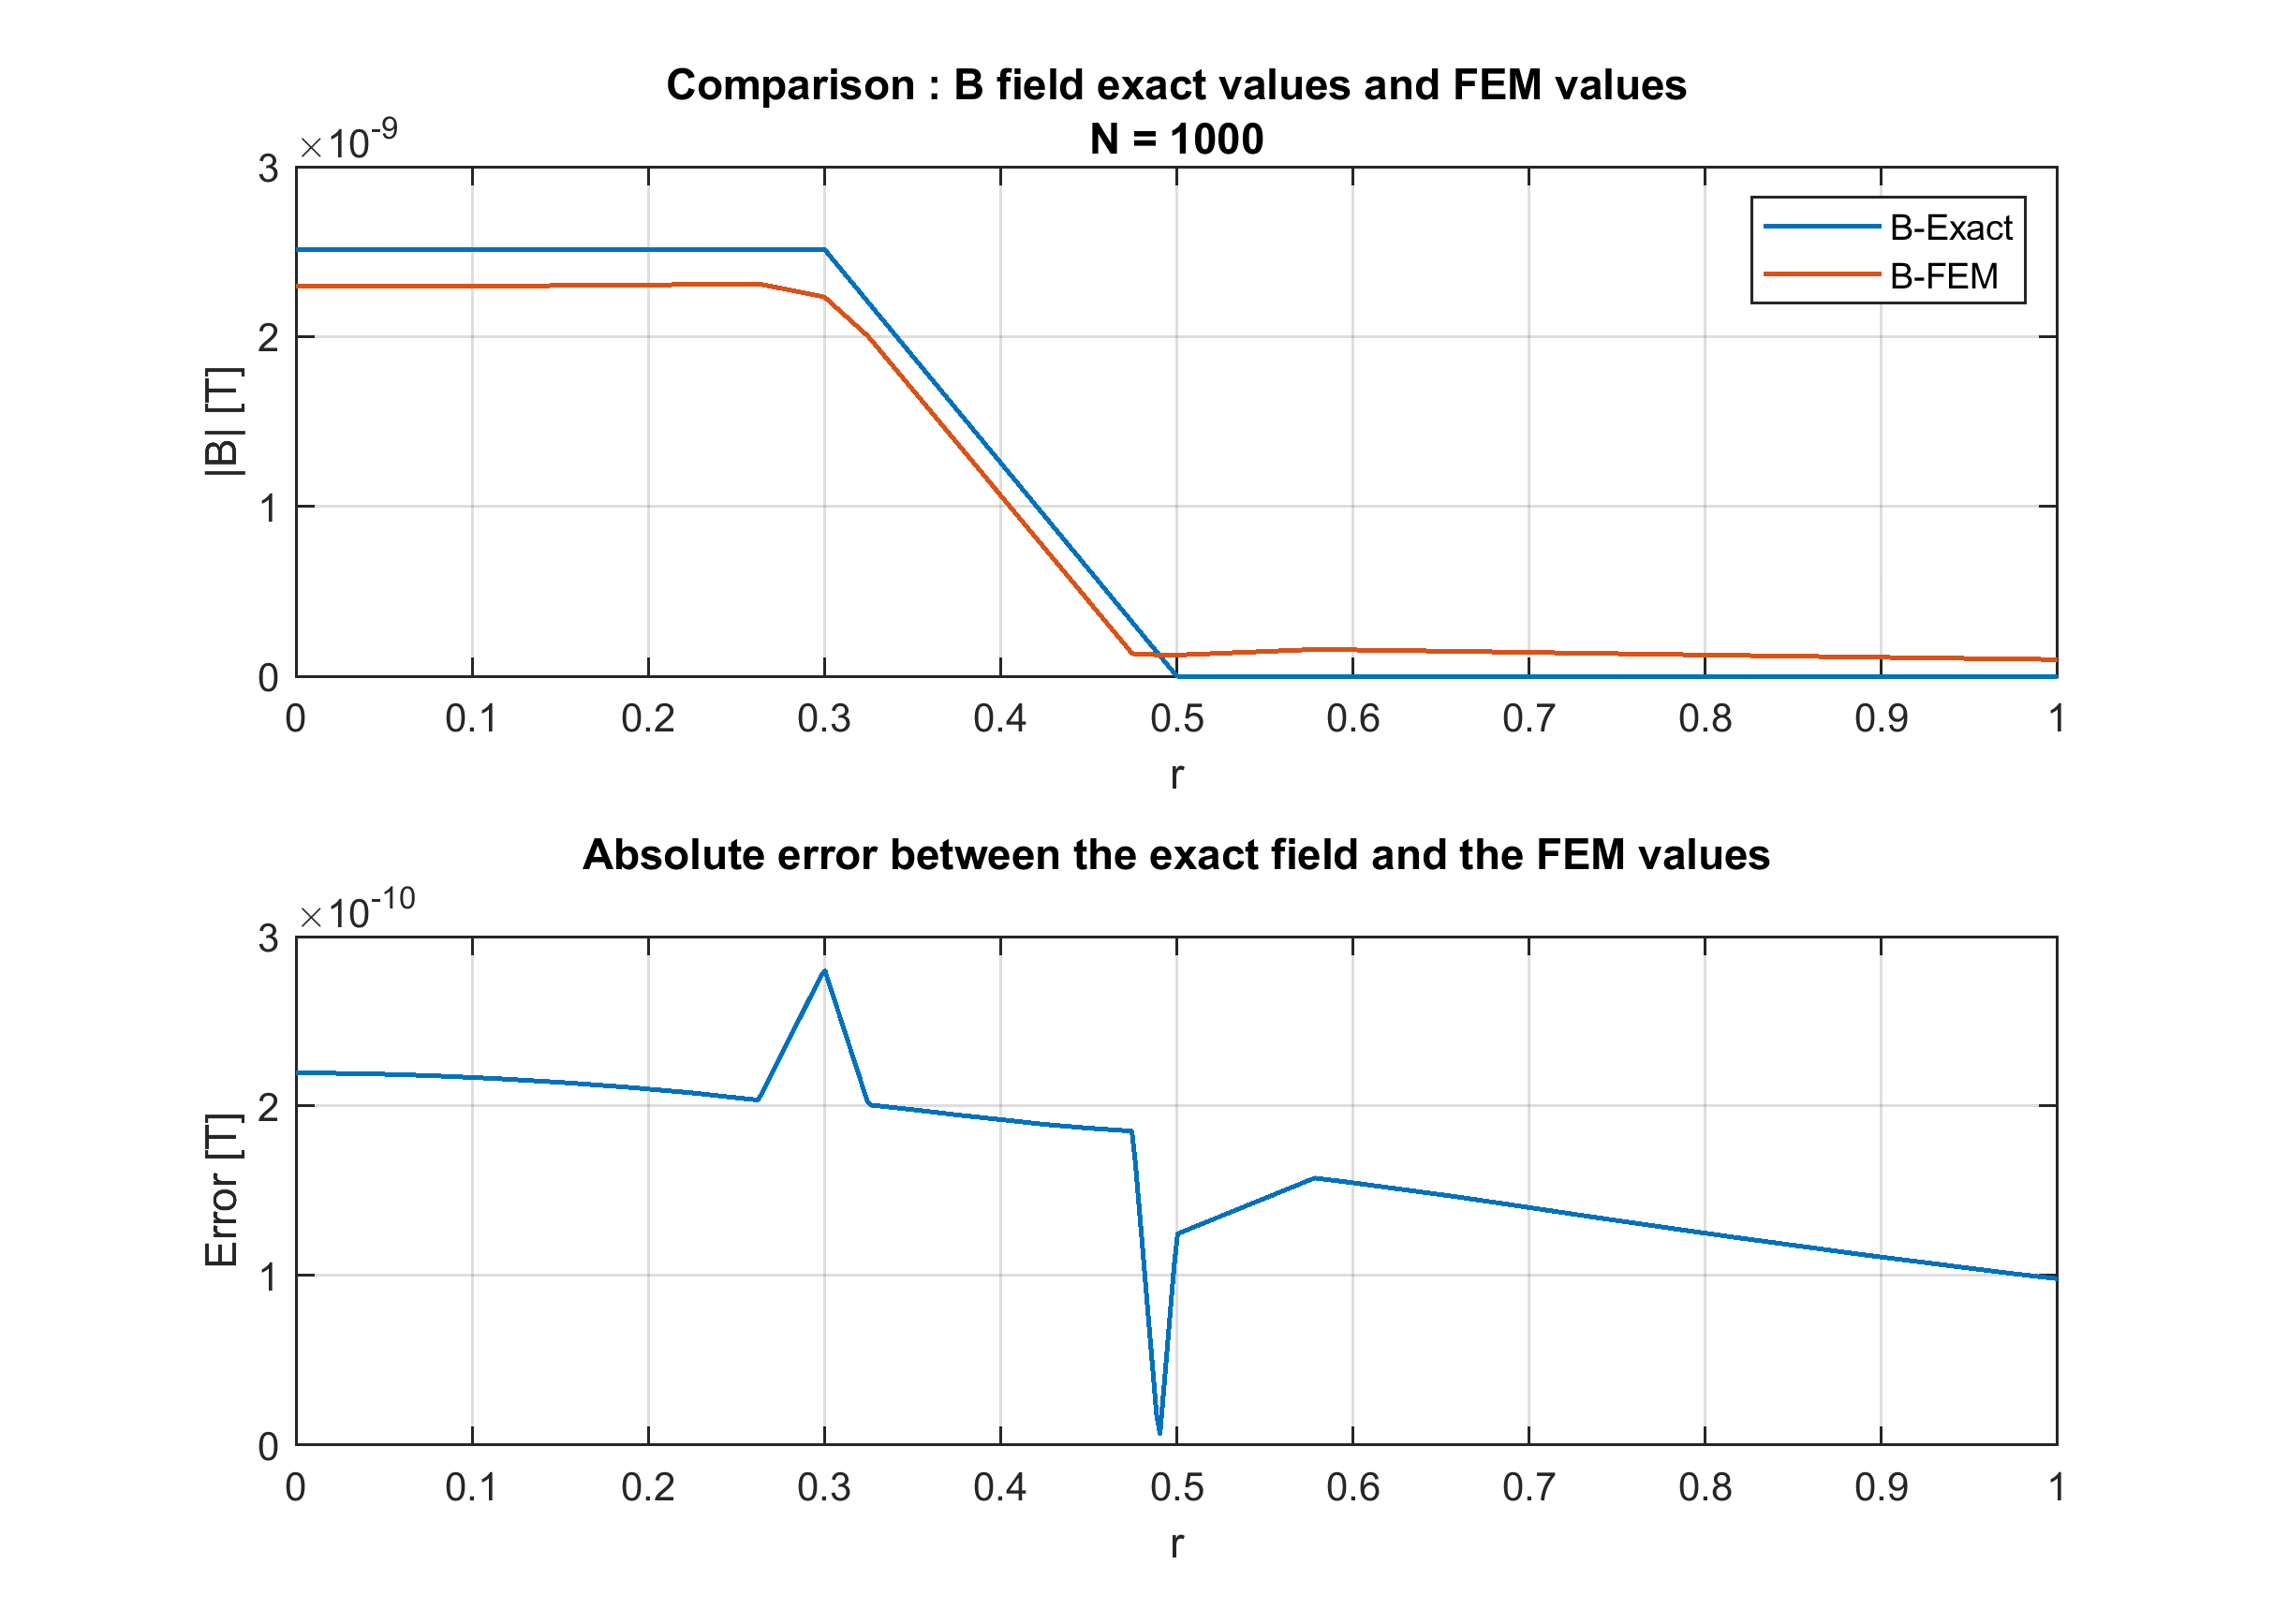 Comparison : B field exact values and FEM values
N = 1000
×10-9
3
2
1
0
|B| [T]
B-Exact
B-FEM
0 0.1 0.2 0.3 0.4 0.5 0.6 0.7 0.8 0.9 1
r
Absolute error between the exact field and the FEM values
×10-10
3
2
1
0
Error [T]
0 0.1 0.2 0.3 0.4 0.5 0.6 0.7 0.8 0.9 1
r